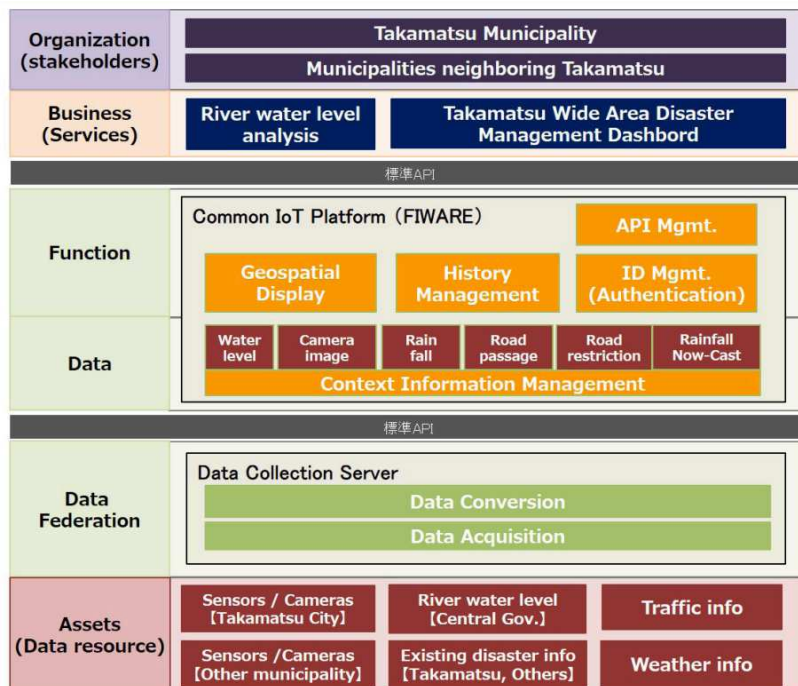 Organization
(stakeholders)
Takamatsu Municipality
Municipalities neighboring Takamatsu
Business
(Services)
River water level
analysis
Takamatsu Wide Area Disaster
Management Dashbord
標準API
Function
Common IoT Platform（FIWARE）
API Mgmt.
Geospatial
Display
History
Management
ID Mgmt.
(Authentication)
Data
Water
level
Camera
image
Rain
fall
Road
passage
Road
restriction
Rainfall
Now-Cast
Context Information Management
標準API
Data
Federation
Data Collection Server
Data Conversion
Data Acquisition
Assets
(Data resource)
Sensors / Cameras
【Takamatsu City】
River water level
【Central Gov.】
Traffic info
Sensors /Cameras
【Other municipality】
Existing disaster info
【Takamatsu, Others】
Weather info